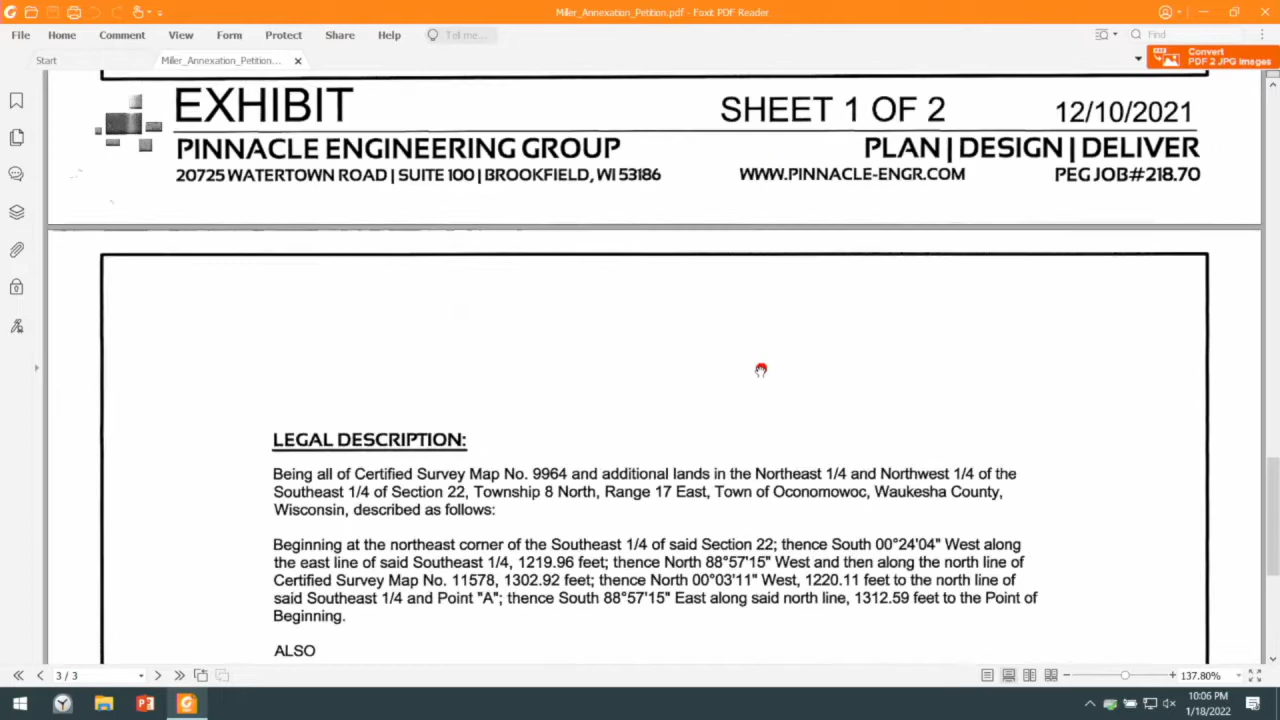 Miller_Annexation_Petition.pdf - Foxit PDF Reader
File Home Comment View Form Protect Share Help Tell me... Find
Start Miller_Annexation_Petition... Convert
PDF 2 JPG Images
EXHIBIT SHEET 1 OF 2 12/10/2021
PINNACLE ENGINEERING GROUP PLAN | DESIGN | DELIVER
20725 WATERTOWN ROAD | SUITE 100 | BROOKFIELD, WI 53186 WWW.PINNACLE-ENGR.COM PEG JOB#218.70
LEGAL DESCRIPTION:
Being all of Certified Survey Map No. 9964 and additional lands in the Northeast 1/4 and Northwest 1/4 of the
Southeast 1/4 of Section 22, Township 8 North, Range 17 East, Town of Oconomowoc, Waukesha County,
Wisconsin, described as follows:
Beginning at the northeast corner of the Southeast 1/4 of said Section 22; thence South 00°24'04" West along
the east line of said Southeast 1/4, 1219.96 feet; thence North 88°57'15" West and then along the north line of
Certified Survey Map No. 11578, 1302.92 feet; thence North 00°03'11" West, 1220.11 feet to the north line of
said Southeast 1/4 and Point "A"; thence South 88°57'15" East along said north line, 1312.59 feet to the Point of
Beginning.
ALSO
3 / 3 137.80%
10:06 PM
1/18/2022